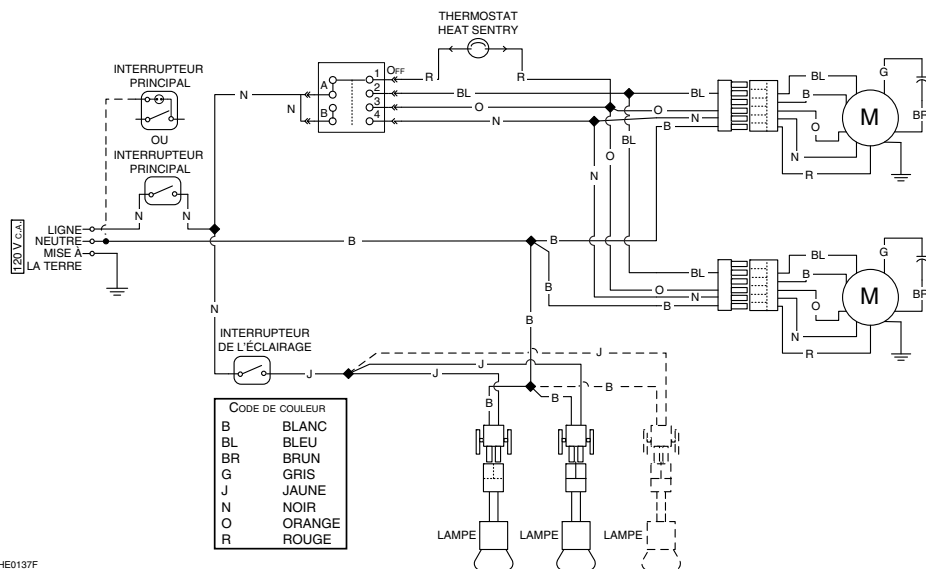 THERMOSTAT
HEAT SENTRY
INTERRUPTEUR
PRINCIPAL
OU
INTERRUPTEUR
PRINCIPAL
N
N
A
B
1
2
3
4
OFF
R
R
BL
O
N
BL
O
N
B
BL
O
N
BL
B
O
N
R
G
BR
M
N
N
120 V C.A.
LIGNE
NEUTRE
MISE À
LA TERRE
B
B
B
B
N
BL
O
N
B
BL
B
O
N
R
G
BR
M
INTERRUPTEUR
DE L'ÉCLAIRAGE
J
J
J
J
B
B
B
CODE DE COULEUR
B BLANC
BL BLEU
BR BRUN
G GRIS
J JAUNE
N NOIR
O ORANGE
R ROUGE
LAMPE
LAMPE
LAMPE
HE0137F